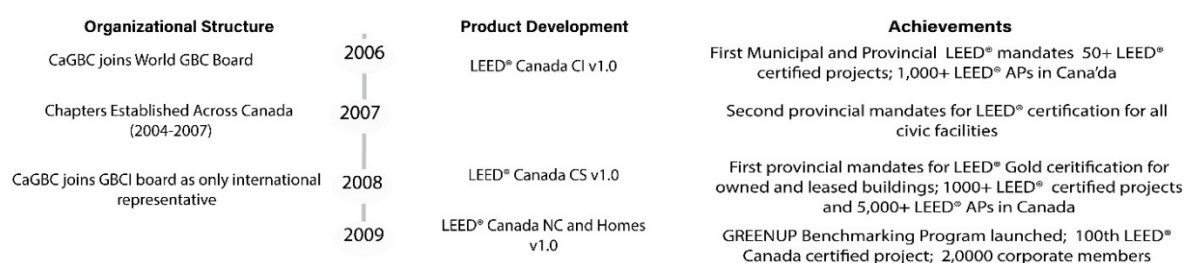 Organizational Structure
Product Development
Achievements
CaGBC joins World GBC Board
2006
LEED® Canada CI v1.0
First Municipal and Provincial LEED® mandates 50+ LEED®
certified projects; 1,000+ LEED® APs in Cana'da
Chapters Established Across Canada
(2004-2007)
2007
Second provincial mandates for LEED® certification for all
civic facilities
CaGBC joins GBCI board as only international
representative
2008
LEED® Canada CS v1.0
First provincial mandates for LEED® Gold ceritification for
owned and leased buildings; 1000+ LEED® certified projects
and 5,000+ LEED® APs in Canada
2009
LEED® Canada NC and Homes
v1.0
GREENUP Benchmarking Program launched; 100th LEED®
Canada certified project; 2,0000 corporate members